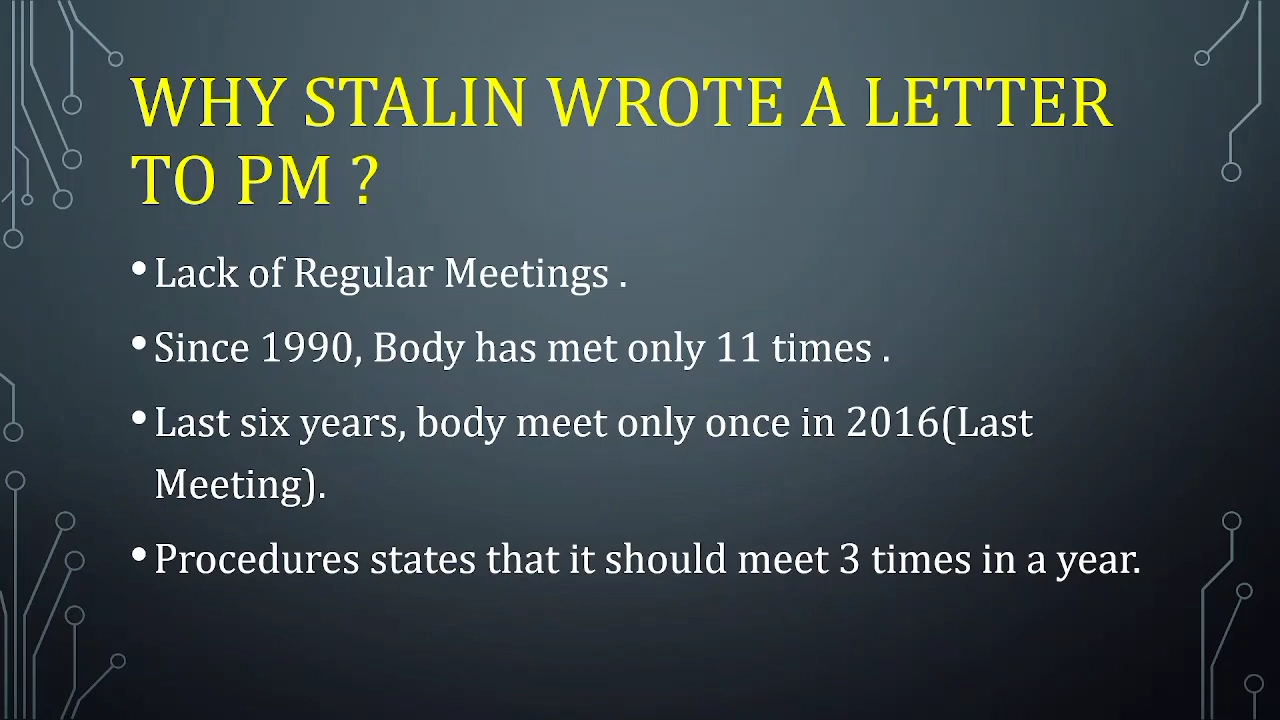 WHY STALIN WROTE A LETTER
TO PM ?
•Lack of Regular Meetings .
•Since 1990, Body has met only 11 times .
•Last six years, body meet only once in 2016(Last
Meeting).
•Procedures states that it should meet 3 times in a year.